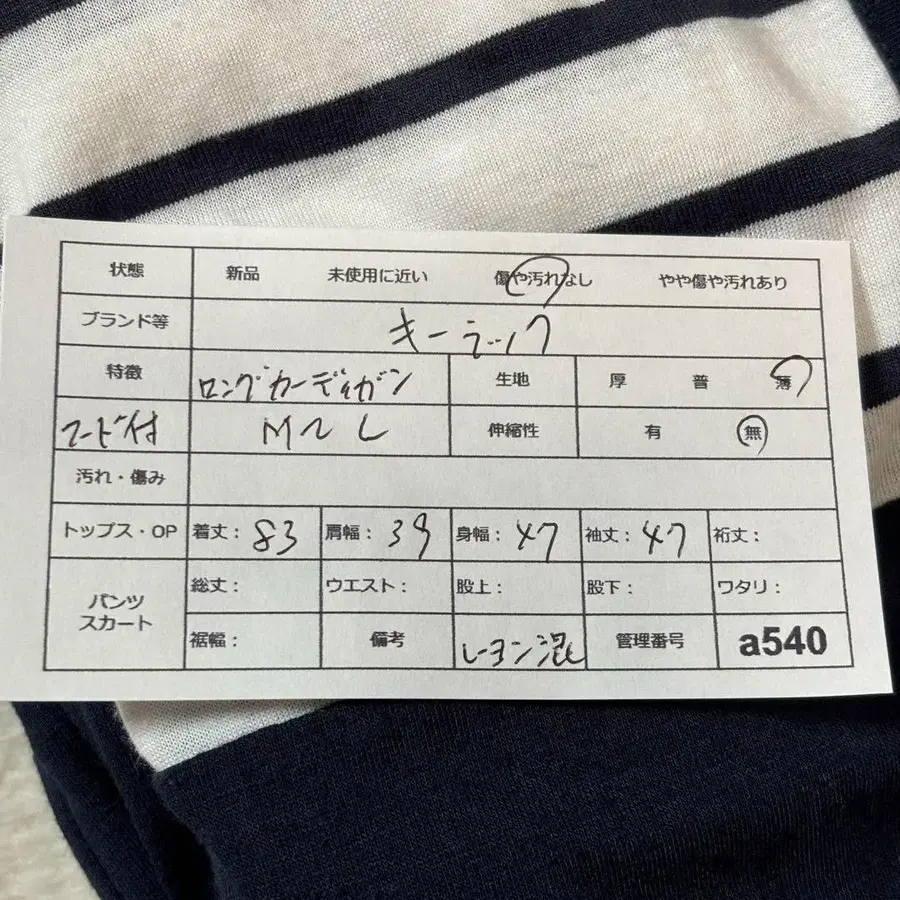 状態 新品 未使用に近い 傷や汚れなし やや傷や汚れあり
ブランド等 キーラック
特徴 ロングカーディガン 生地 厚 普 薄
フード付 M〜L 伸縮性 有 無
汚れ・傷み
トップス・OP 着丈: 83 肩幅: 39 身幅: 47 袖丈: 47 裄丈:
パンツ スカート 総丈: ウエスト: 股上: 股下: ワタリ:
裾幅: 備考 レーヨン混 管理番号 a540